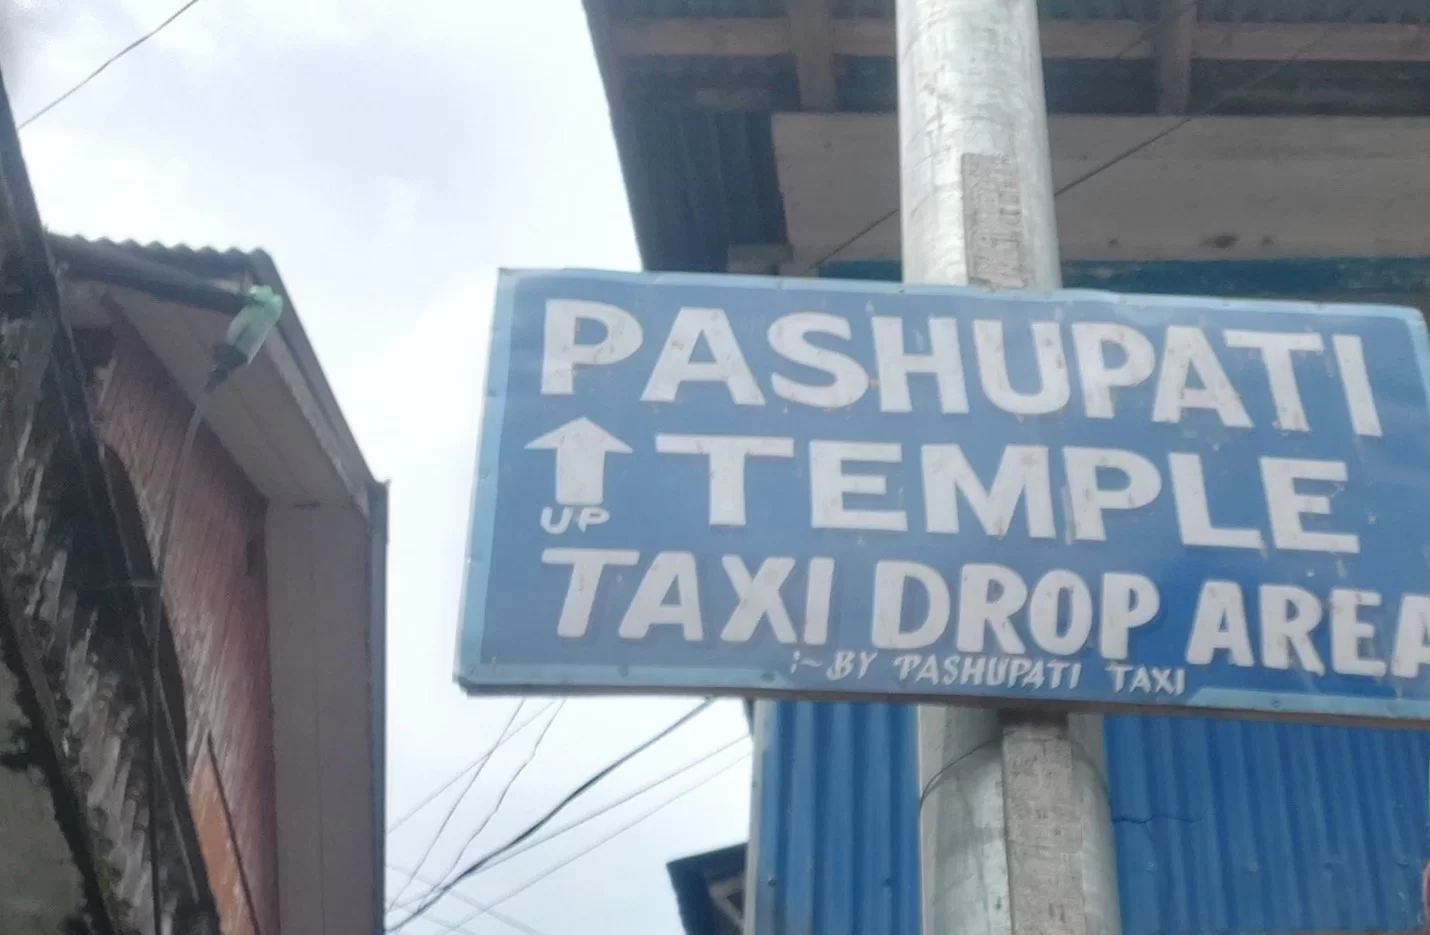 PASHUPATI
TEMPLE
UP
TAXI DROP AREA
:~ BY PASHUPATI TAXI